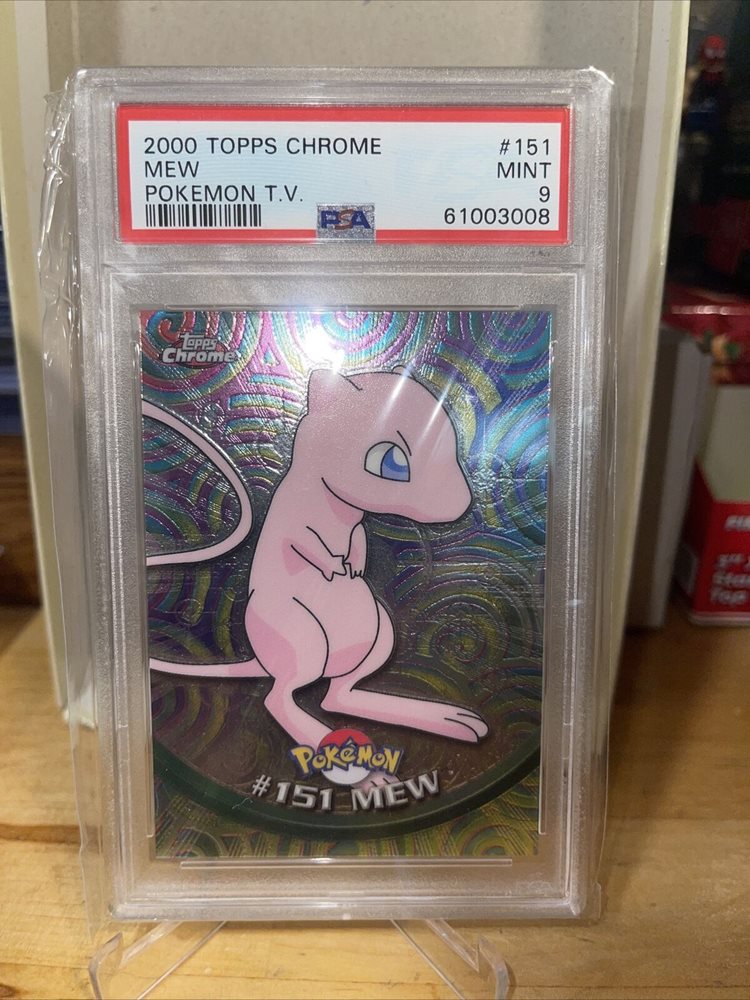 2000 TOPPS CHROME #151
MEW MINT
POKEMON T.V. 9
PSA 61003008
Topps
Chrome
POKéMON
#151 MEW